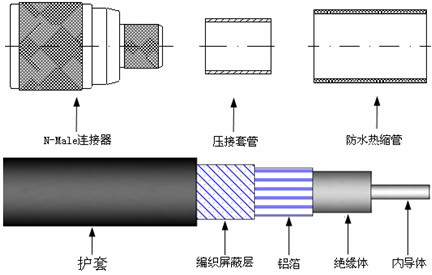 N-Male连接器
压接套管
防水热缩管
护套
编织屏蔽层
铝箔
绝缘体
内导体